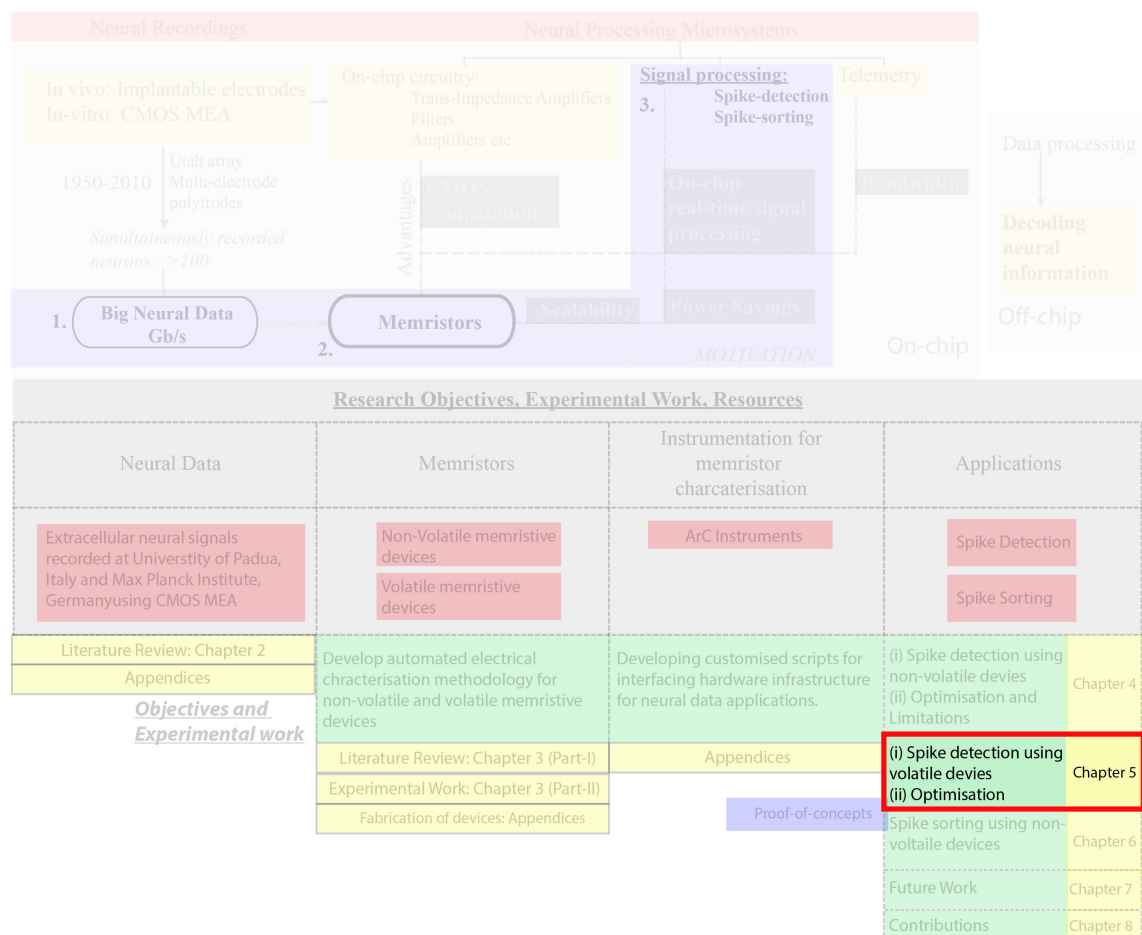 Neural Recordings
Neural Processing Microsystems
In vivo: Implantable electrodes
In-vitro: CMOS MEA
On-chip circuitry:
Trans-Impedance Amplifiers
Filters
Amplifiers etc
Signal processing:
3.
Spike-detection
Spike-sorting
Telemetry
1950-2010
Utah array
Multi-electrode
polytrodes
Advantages
CMOS
compatability
On-chip
real-time signal
processing
Bandwidth
Data processing
Simultaineously recorded
neurons : >100
Decoding
neural
information
1.
Big Neural Data
Gb/s
2.
Memristors
Scalability
Power Savings
MOTIVATION
On-chip
Off-chip
Research Objectives, Experimental Work, Resources
Neural Data
Memristors
Instrumentation for
memristor
charcaterisation
Applications
Extracellular neural signals
recorded at Universtity of Padua,
Italy and Max Planck Institute,
Germanyusing CMOS MEA
Non-Volatile memristive
devices
Volatile memristive
devices
ArC Instruments
Spike Detection
Spike Sorting
Literature Review: Chapter 2
Appendices
Objectives and
Experimental work
Develop automated electrical
chracterisation methodology for
non-volatile and volatile memristive
devices
Literature Review: Chapter 3 (Part-I)
Experimental Work: Chapter 3 (Part-II)
Fabrication of devices: Appendices
Developing customised scripts for
interfacing hardware infrastructure
for neural data applications.
Appendices
Proof-of-concepts
(i) Spike detection using
non-volatile devies
(ii) Optimisation and
Limitations
Chapter 4
(i) Spike detection using
volatile devies
(ii) Optimisation
Chapter 5
Spike sorting using non-
voltaile devices
Chapter 6
Future Work
Chapter 7
Contributions
Chapter 8